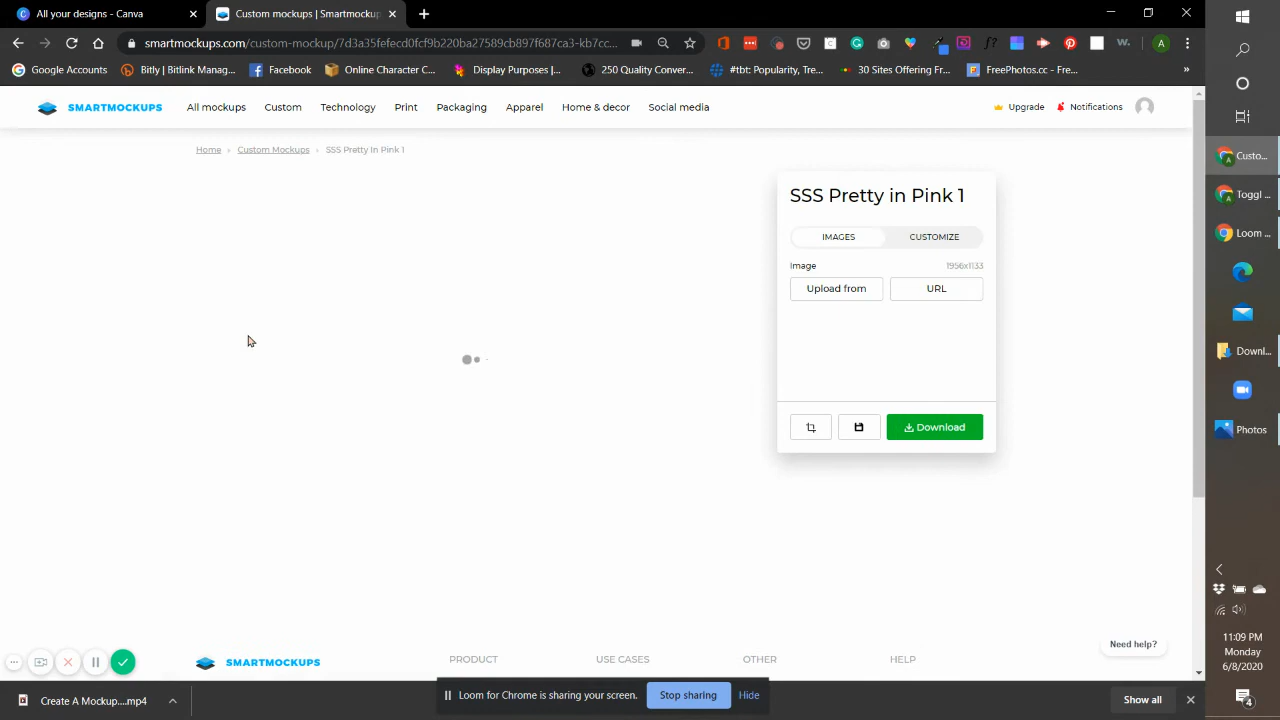 All your designs - Canva
Custom mockups | Smartmockup
smartmockups.com/custom-mockup/7d3a35fefecd0fcf9b220ba27589cb897f687ca3-kb7cc...
Google Accounts
Bitly | Bitlink Manag...
Facebook
Online Character C...
Display Purposes |...
250 Quality Conver...
#tbt: Popularity, Tre...
30 Sites Offering Fr...
FreePhotos.cc - Fre...
SMARTMOCKUPS
All mockups
Custom
Technology
Print
Packaging
Apparel
Home & decor
Social media
Upgrade
Notifications
Home › Custom Mockups › SSS Pretty In Pink 1
SSS Pretty in Pink 1
IMAGES
CUSTOMIZE
Image
1956x1133
Upload from
URL
Download
SMARTMOCKUPS
PRODUCT
USE CASES
OTHER
HELP
Need help?
Create A Mockup....mp4
Loom for Chrome is sharing your screen.
Stop sharing
Hide
Show all
Custo...
Toggl ...
Loom ...
Downl...
Photos
11:09 PM
Monday
6/8/2020
4